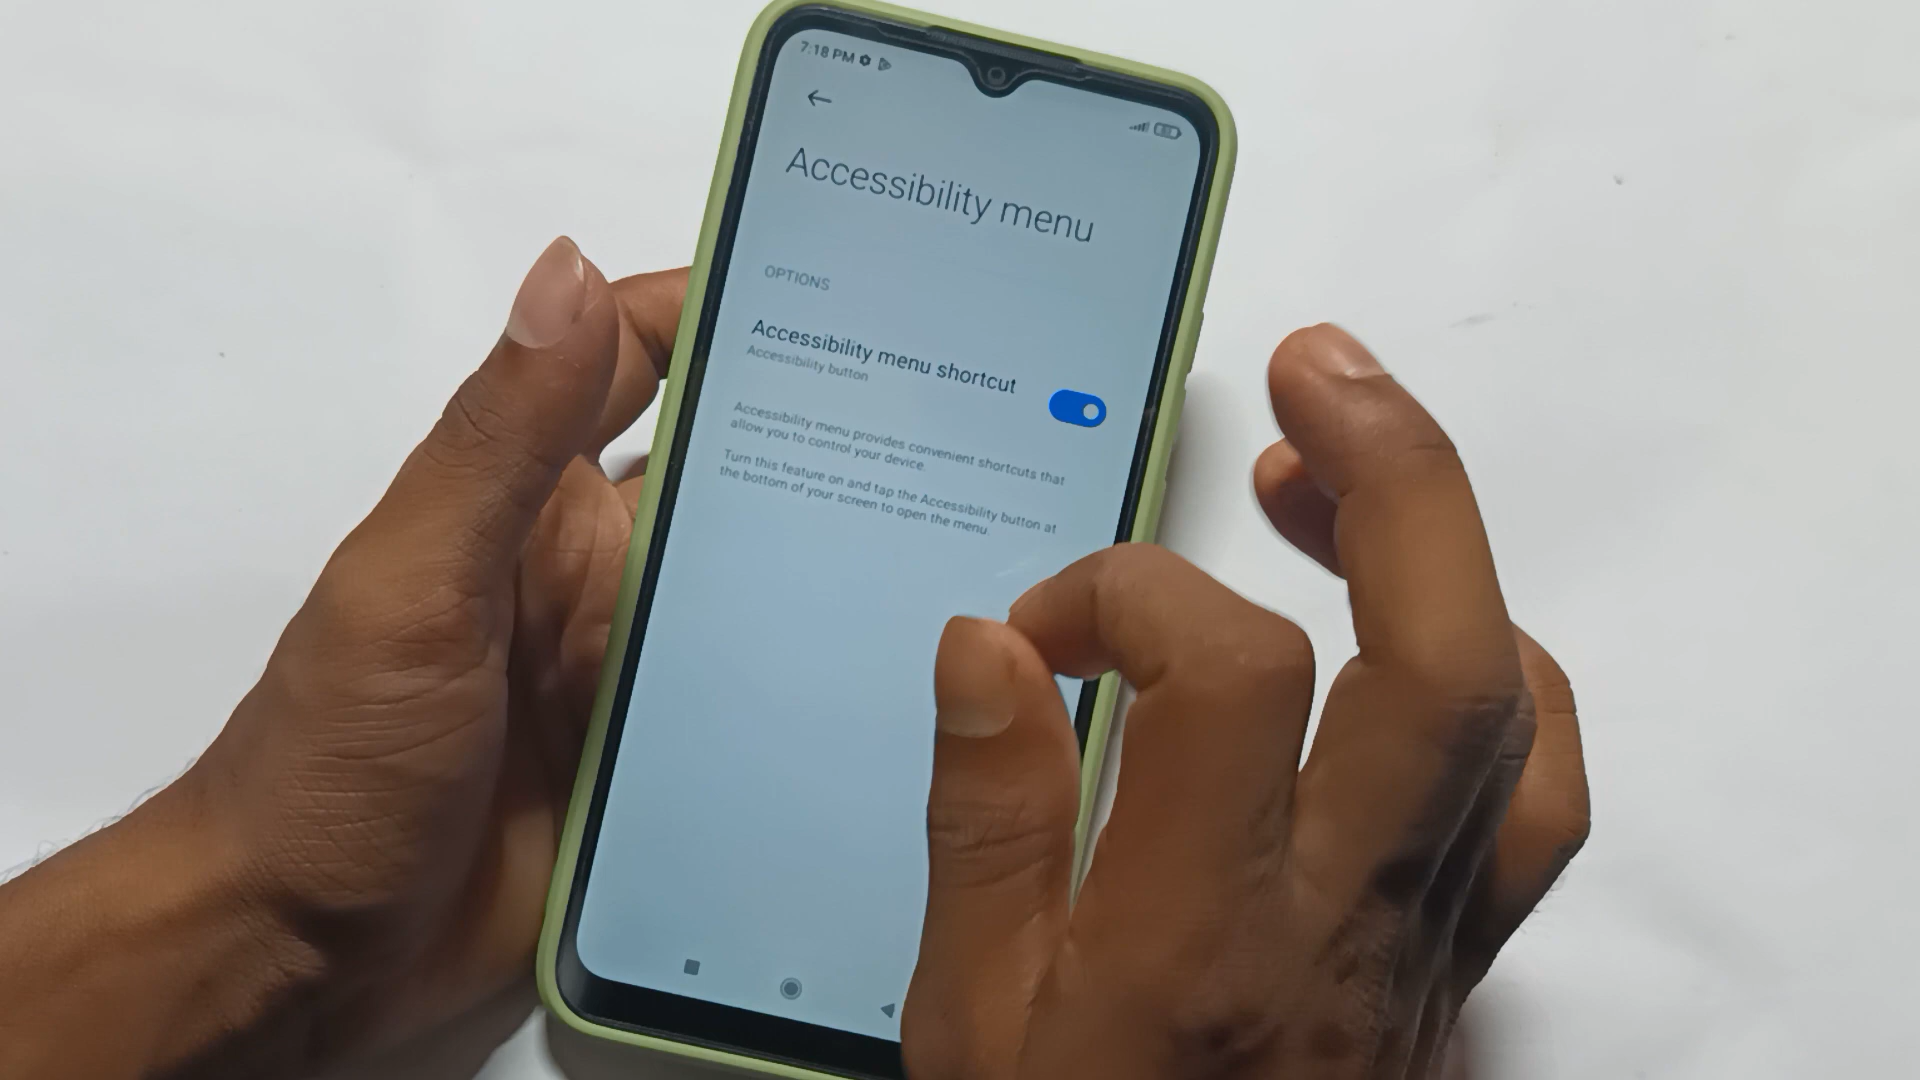 7:18 PM
Accessibility menu
OPTIONS
Accessibility menu shortcut
Accessibility button
Accessibility menu provides convenient shortcuts that
allow you to control your device.
Turn this feature on and tap the Accessibility button at
the bottom of your screen to open the menu.